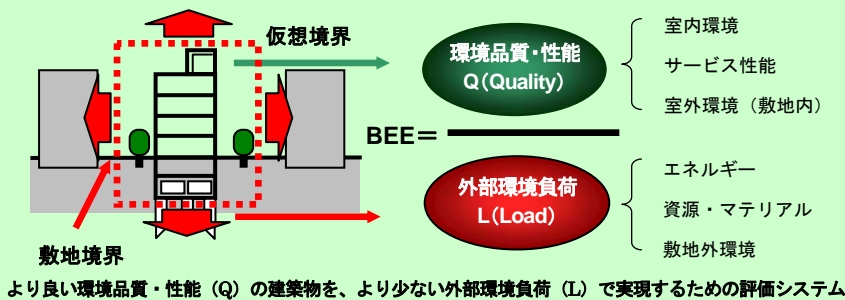 仮想境界
敷地境界
BEE＝
環境品質・性能
Q(Quality)
室内環境
サービス性能
室外環境（敷地内）
外部環境負荷
L(Load)
エネルギー
資源・マテリアル
敷地外環境
より良い環境品質・性能（Q）の建築物を、より少ない外部環境負荷（L）で実現するための評価システム